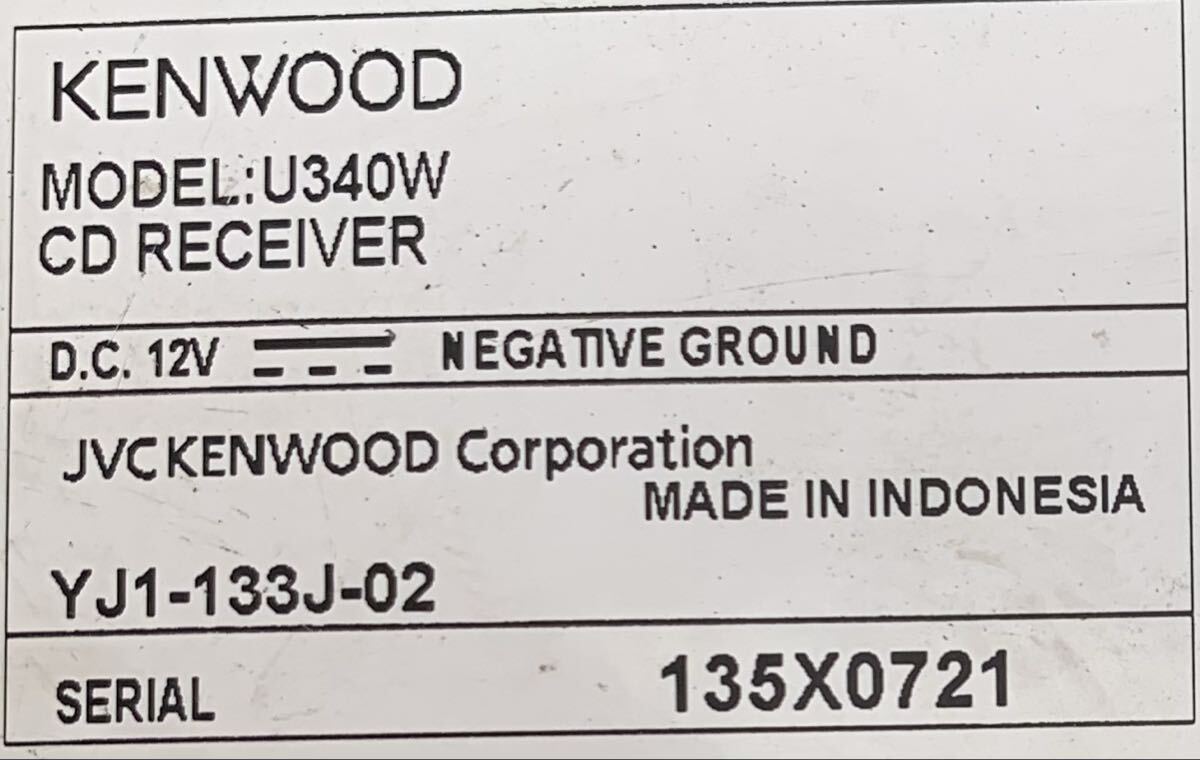 KENWOOD
MODEL:U340W
CD RECEIVER
D.C. 12V NEGATIVE GROUND
JVCKENWOOD Corporation
MADE IN INDONESIA
YJ1-133J-02
SERIAL 135X0721